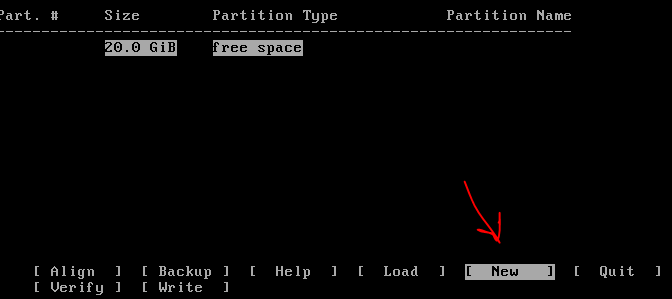 Part. #     Size        Partition Type            Partition Name
----------------------------------------------------------------
20.0 GiB    free space
[ Align  ]  [ Backup ]  [  Help  ]  [  Load  ]  [  New   ]  [  Quit  ]
[ Verify ]  [ Write  ]